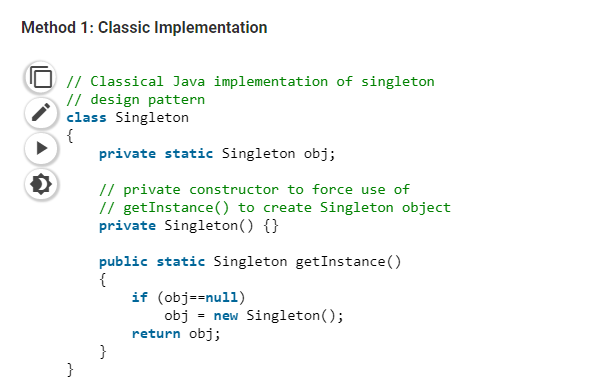 Method 1: Classic Implementation
// Classical Java implementation of singleton
// design pattern
class Singleton
{
    private static Singleton obj;
    // private constructor to force use of
    // getInstance() to create Singleton object
    private Singleton() {}
    public static Singleton getInstance()
    {
        if (obj==null)
            obj = new Singleton();
        return obj;
    }
}